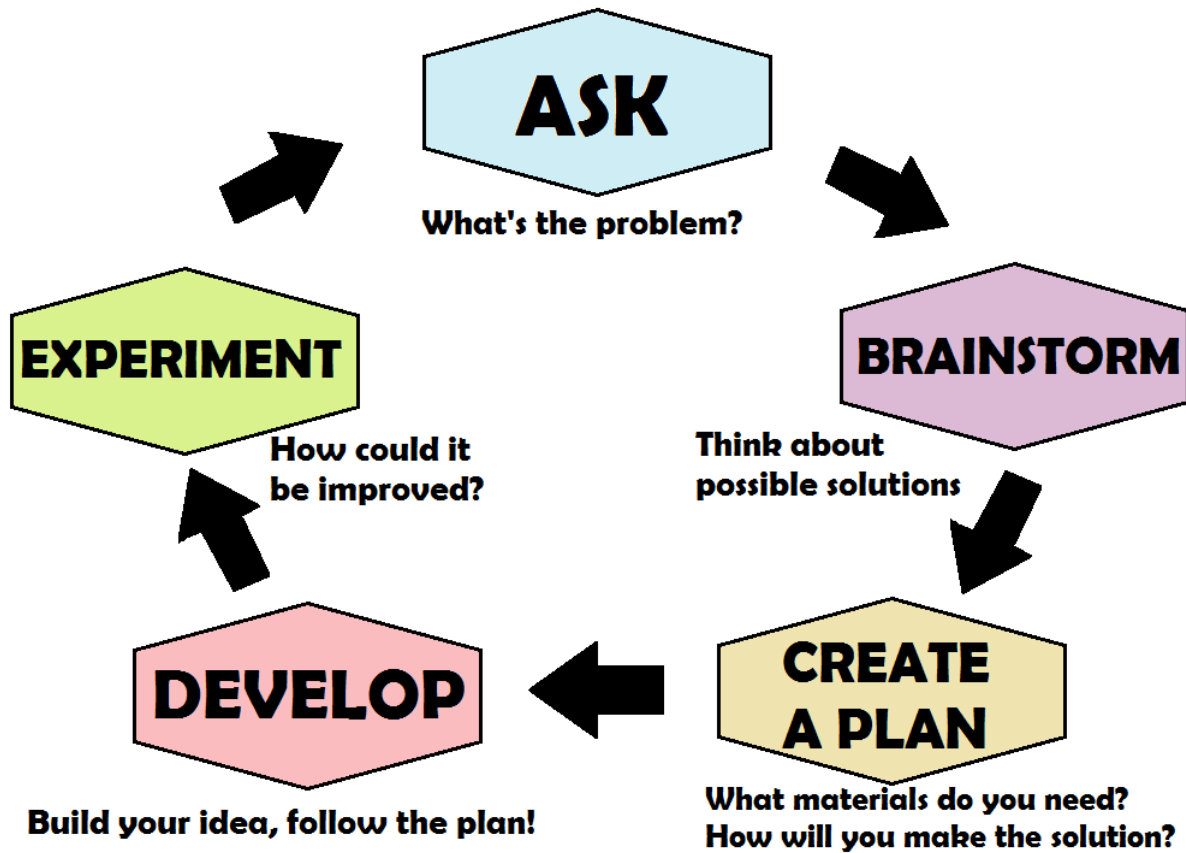 ASK
What's the problem?
BRAINSTORM
Think about
possible solutions
CREATE
A PLAN
What materials do you need?
How will you make the solution?
DEVELOP
Build your idea, follow the plan!
EXPERIMENT
How could it
be improved?